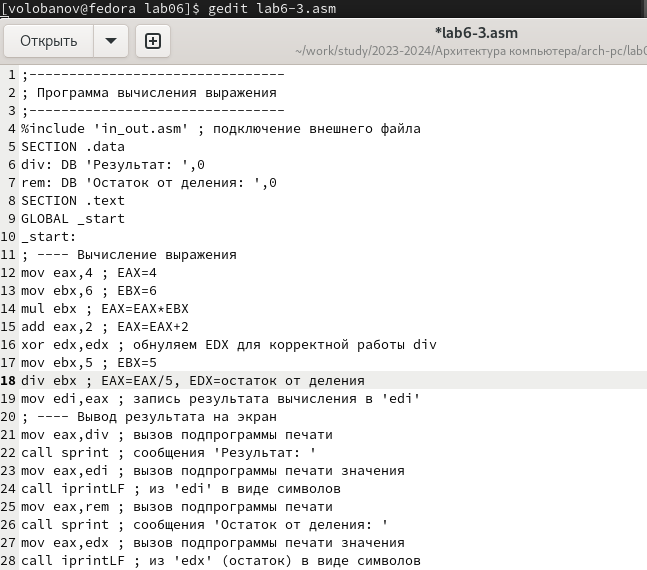 [volobanov@fedora lab06]$ gedit lab6-3.asm
Открыть
*lab6-3.asm
~/work/study/2023-2024/Архитектура компьютера/arch-pc/lab0
1 ;--------------------------------
2 ; Программа вычисления выражения
3 ;--------------------------------
4 %include 'in_out.asm' ; подключение внешнего файла
5 SECTION .data
6 div: DB 'Результат: ',0
7 rem: DB 'Остаток от деления: ',0
8 SECTION .text
9 GLOBAL _start
10 _start:
11 ; ---- Вычисление выражения
12 mov eax,4 ; EAX=4
13 mov ebx,6 ; EBX=6
14 mul ebx ; EAX=EAX*EBX
15 add eax,2 ; EAX=EAX+2
16 xor edx,edx ; обнуляем EDX для корректной работы div
17 mov ebx,5 ; EBX=5
18 div ebx ; EAX=EAX/5, EDX=остаток от деления
19 mov edi,eax ; запись результата вычисления в 'edi'
20 ; ---- Вывод результата на экран
21 mov eax,div ; вызов подпрограммы печати
22 call sprint ; сообщения 'Результат: '
23 mov eax,edi ; вызов подпрограммы печати значения
24 call iprintLF ; из 'edi' в виде символов
25 mov eax,rem ; вызов подпрограммы печати
26 call sprint ; сообщения 'Остаток от деления: '
27 mov eax,edx ; вызов подпрограммы печати значения
28 call iprintLF ; из 'edx' (остаток) в виде символов